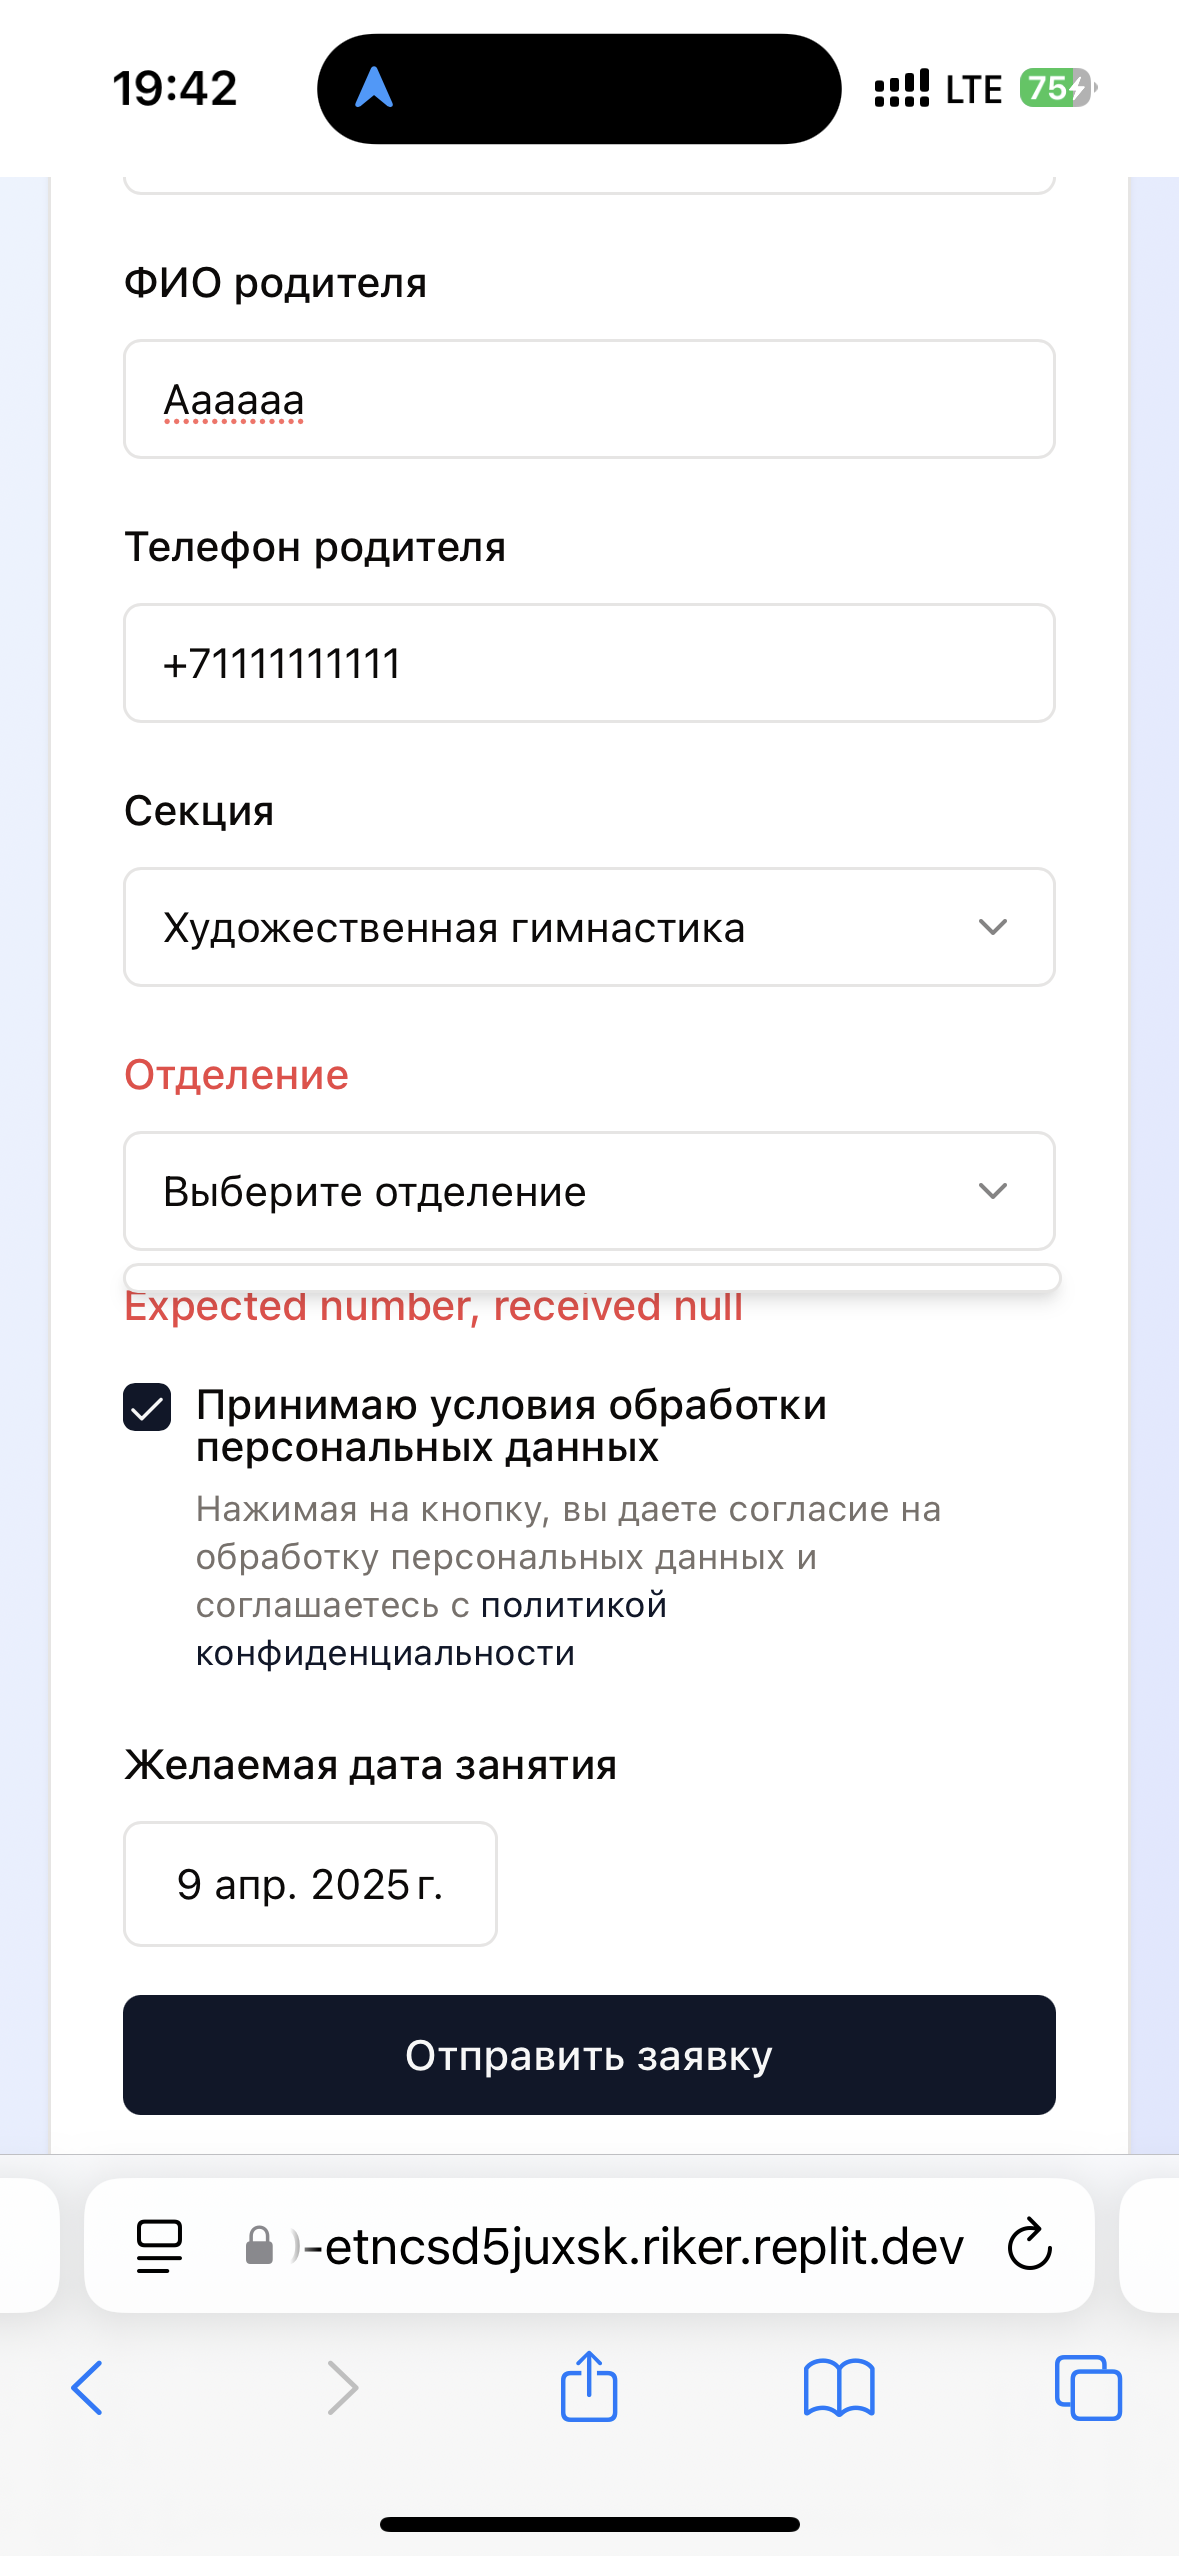 19:42
LTE
75
ФИО родителя
Аааааа
Телефон родителя
+71111111111
Секция
Художественная гимнастика
Отделение
Выберите отделение
Expected number, received null
Принимаю условия обработки
персональных данных
Нажимая на кнопку, вы даете согласие на
обработку персональных данных и
соглашаетесь с политикой
конфиденциальности
Желаемая дата занятия
9 апр. 2025 г.
Отправить заявку
-etncsd5juxsk.riker.replit.dev